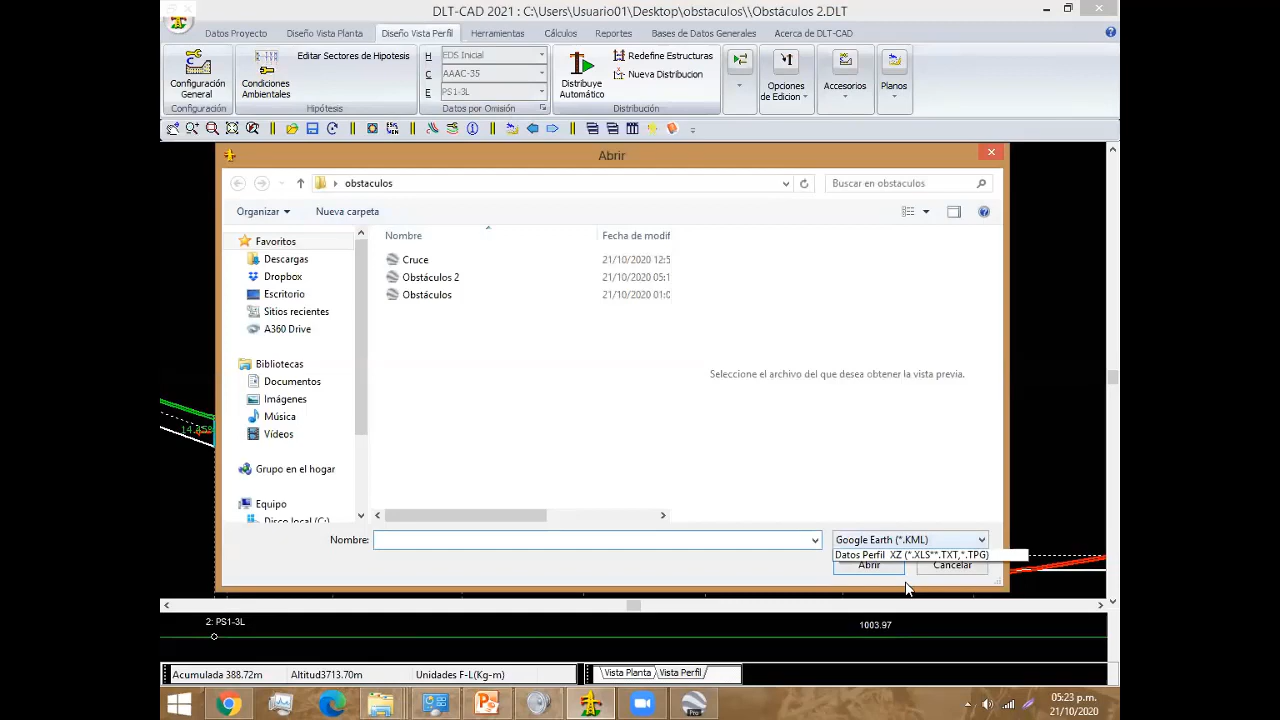 DLT-CAD 2021 : C:\Users\Usuario01\Desktop\obstaculos\\Obstáculos 2.DLT
Datos Proyecto
Diseño Vista Planta
Diseño Vista Perfil
Herramientas
Cálculos
Reportes
Bases de Datos Generales
Acerca de DLT-CAD
Configuración
General
Configuración
Condiciones
Ambientales
Editar Sectores de Hipotesis
Hipótesis
H EDS Inicial
C AAAC-35
E PS1-3L
Datos por Omisión
Distribuye
Automático
Redefine Estructuras
Nueva Distribucion
Distribución
Opciones
de Edicion
Accesorios
Planos
Abrir
obstaculos
Buscar en obstaculos
Organizar
Nueva carpeta
Nombre
Fecha de modif
Favoritos
Descargas
Dropbox
Escritorio
Sitios recientes
A360 Drive
Bibliotecas
Documentos
Imágenes
Música
Vídeos
Grupo en el hogar
Equipo
Disco local (C:)
Cruce 21/10/2020 12:5
Obstáculos 2 21/10/2020 05:1
Obstáculos 21/10/2020 01:0
Seleccione el archivo del que desea obtener la vista previa.
Nombre:
Google Earth (*.KML)
Datos Perfil XZ (*.XLS**.TXT,*.TPG)
Abrir
Cancelar
2: PS1-3L
1003.97
Acumulada 388.72m
Altitud3713.70m
Unidades F-L(Kg-m)
Vista Planta
Vista Perfil
Pro
05:23 p.m.
21/10/2020